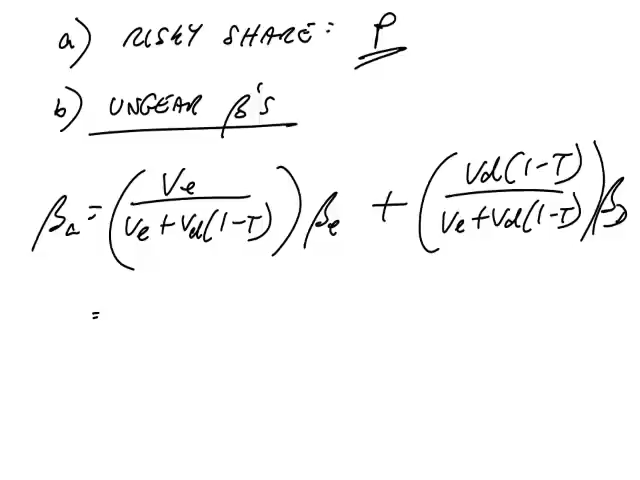 a) RISKY SHARE: P
b) UNGEAR β'S
βa = (Ve / (Ve + Vd(1-T))) βe + (Vd(1-T) / (Ve + Vd(1-T))) βD
=